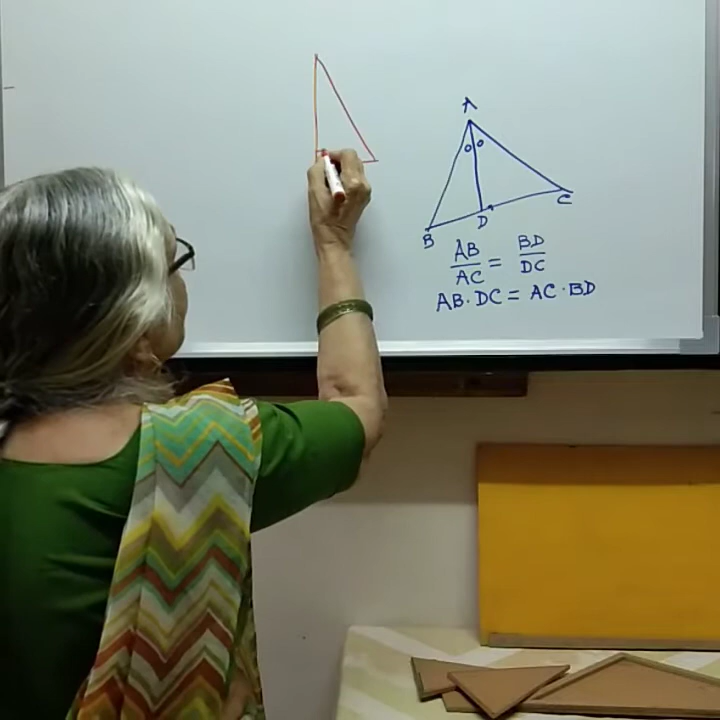 A
B D C
AB/AC = BD/DC
AB · DC = AC · BD